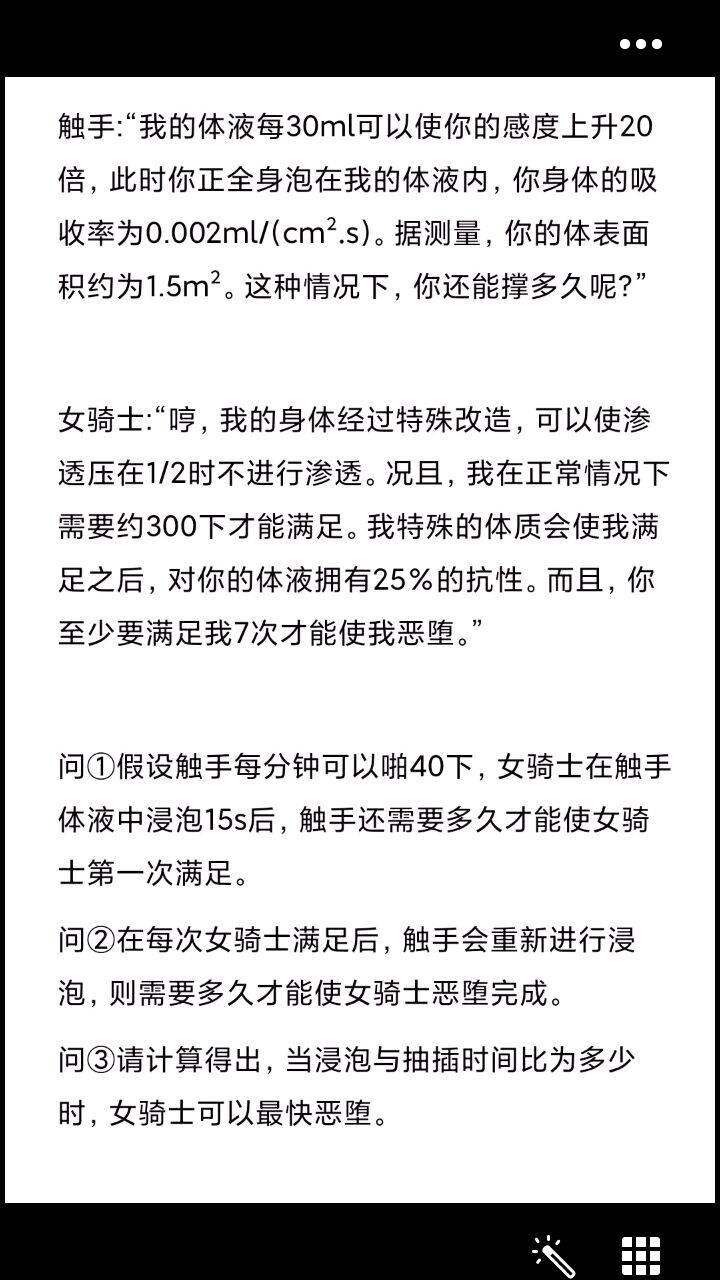 触手:“我的体液每30ml可以使你的感度上升20
倍，此时你正全身泡在我的体液内，你身体的吸
收率为0.002ml/(cm².s)。据测量，你的体表面
积约为1.5m²。这种情况下，你还能撑多久呢?”
女骑士:“哼，我的身体经过特殊改造，可以使渗
透压在1/2时不进行渗透。况且，我在正常情况下
需要约300下才能满足。我特殊的体质会使我满
足之后，对你的体液拥有25%的抗性。而且，你
至少要满足我7次才能使我恶堕。”
问①假设触手每分钟可以啪40下，女骑士在触手
体液中浸泡15s后，触手还需要多久才能使女骑
士第一次满足。
问②在每次女骑士满足后，触手会重新进行浸
泡，则需要多久才能使女骑士恶堕完成。
问③请计算得出，当浸泡与抽插时间比为多少
时，女骑士可以最快恶堕。